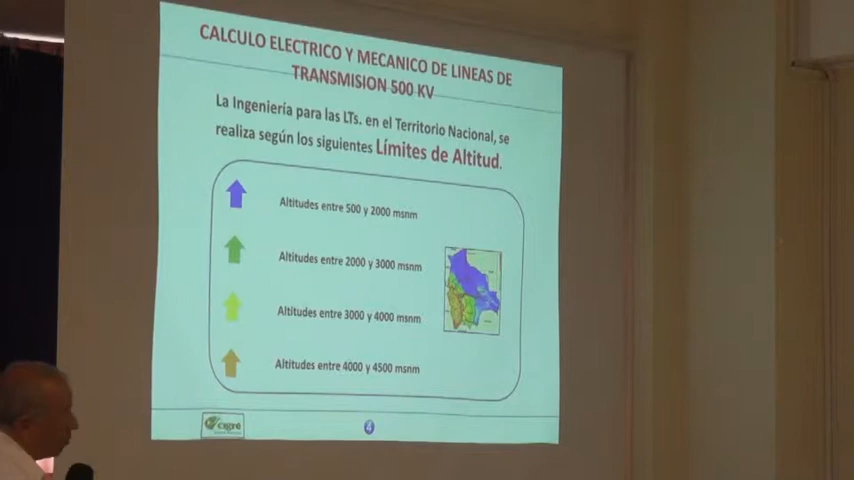 CALCULO ELECTRICO Y MECANICO DE LINEAS DE
TRANSMISION 500 KV
La Ingeniería para las LTs. en el Territorio Nacional, se
realiza según los siguientes Límites de Altitud.
Altitudes entre 500 y 2000 msnm
Altitudes entre 2000 y 3000 msnm
Altitudes entre 3000 y 4000 msnm
Altitudes entre 4000 y 4500 msnm
cigré
4